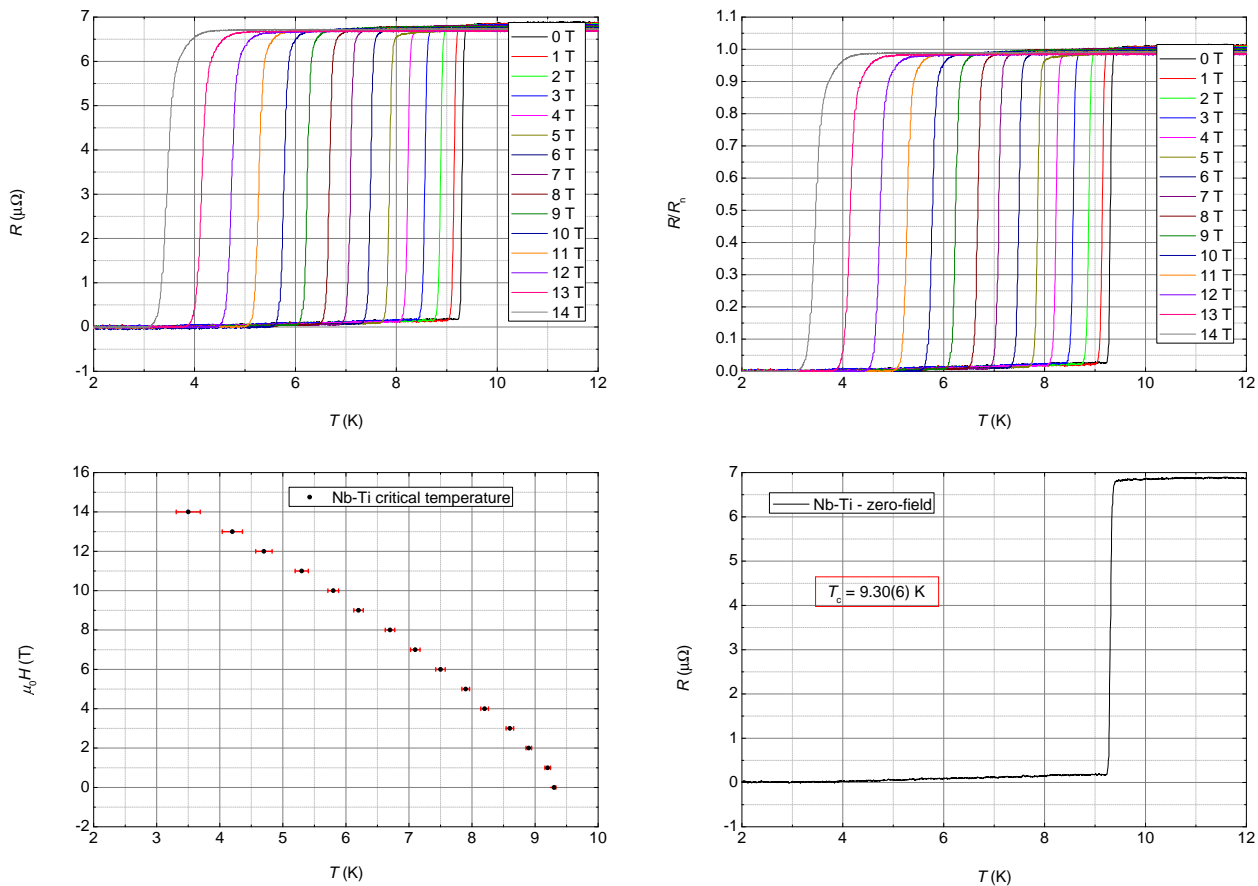 7
6
5
4
3
2
1
0
-1
R (μΩ)
2 4 6 8 10 12
T (K)
0 T
1 T
2 T
3 T
4 T
5 T
6 T
7 T
8 T
9 T
10 T
11 T
12 T
13 T
14 T
1.1
1.0
0.9
0.8
0.7
0.6
0.5
0.4
0.3
0.2
0.1
0.0
R/Rn
2 4 6 8 10 12
T (K)
0 T
1 T
2 T
3 T
4 T
5 T
6 T
7 T
8 T
9 T
10 T
11 T
12 T
13 T
14 T
16
14
12
10
8
6
4
2
0
-2
μ0H (T)
Nb-Ti critical temperature
2 3 4 5 6 7 8 9 10
T (K)
7
6
5
4
3
2
1
0
-1
R (μΩ)
Nb-Ti - zero-field
Tc = 9.30(6) K
2 4 6 8 10 12
T (K)